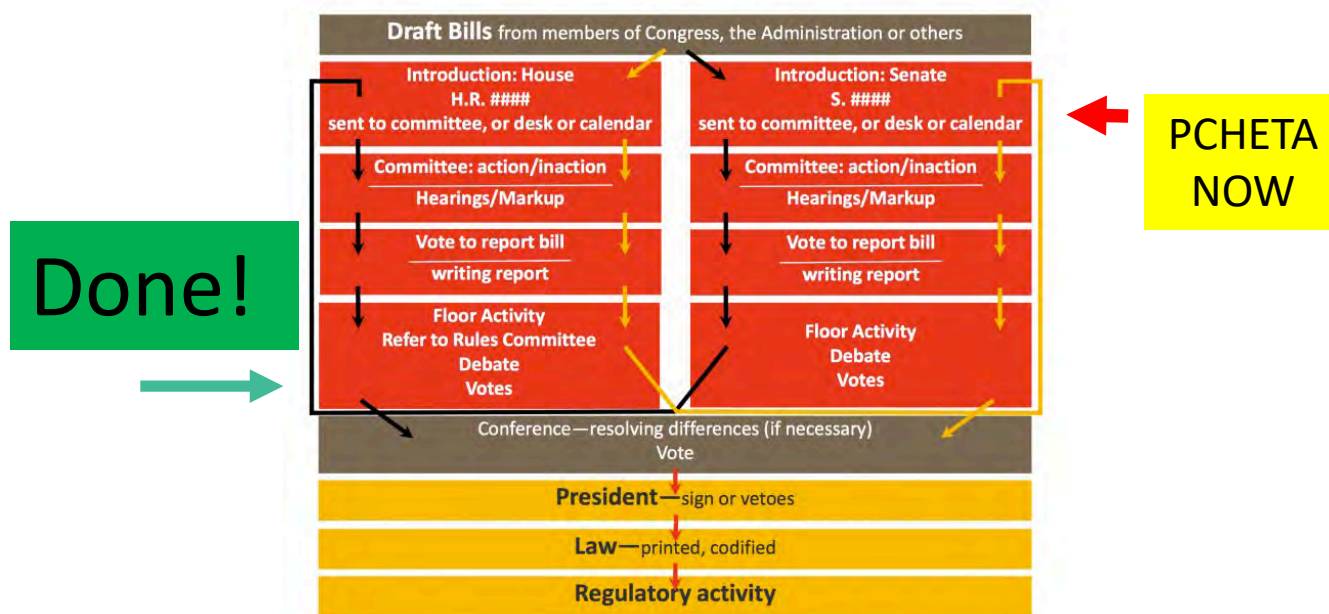 Draft Bills from members of Congress, the Administration or others
Introduction: House
H.R. ####
sent to committee, or desk or calendar
Introduction: Senate
S. ####
sent to committee, or desk or calendar
PCHETA
NOW
Committee: action/inaction
Hearings/Markup
Committee: action/inaction
Hearings/Markup
Done!
Vote to report bill
writing report
Vote to report bill
writing report
Floor Activity
Refer to Rules Committee
Debate
Votes
Floor Activity
Debate
Votes
Conference—resolving differences (if necessary)
Vote
President—sign or vetoes
Law—printed, codified
Regulatory activity